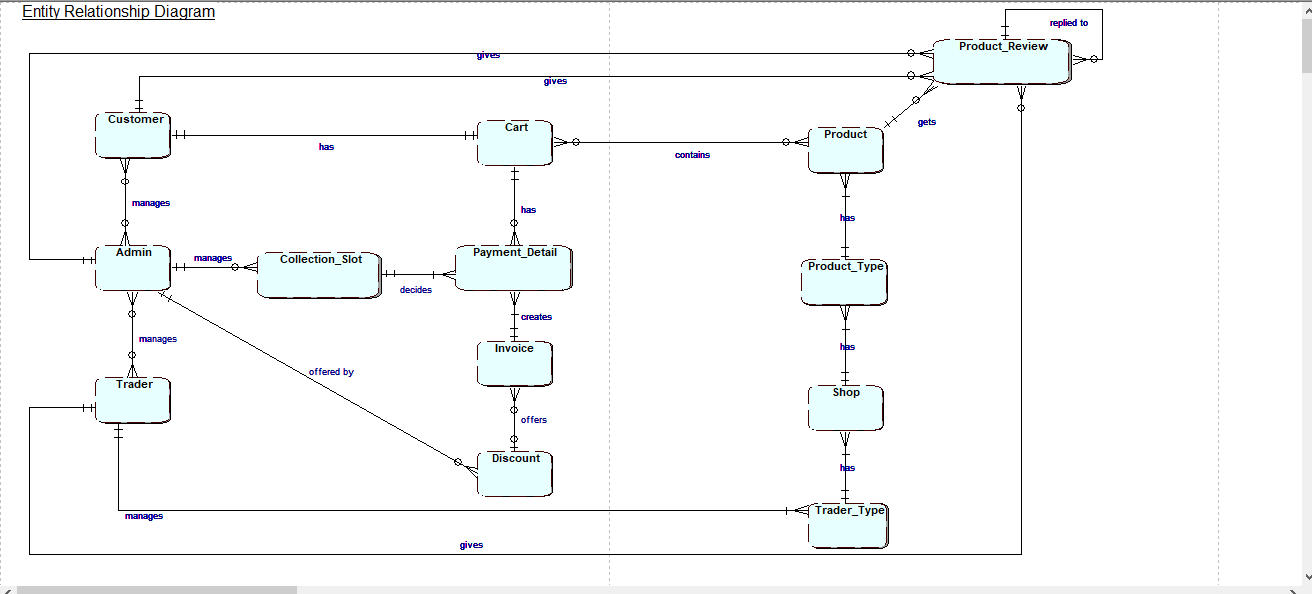 Entity Relationship Diagram
replied to
Product_Review
gives
gives
Customer
Cart
Product
gets
has
contains
manages
has
has
Admin
manages
Collection_Slot
Payment_Detail
Product_Type
decides
creates
manages
Invoice
has
offered by
Trader
Shop
offers
Discount
has
manages
Trader_Type
gives